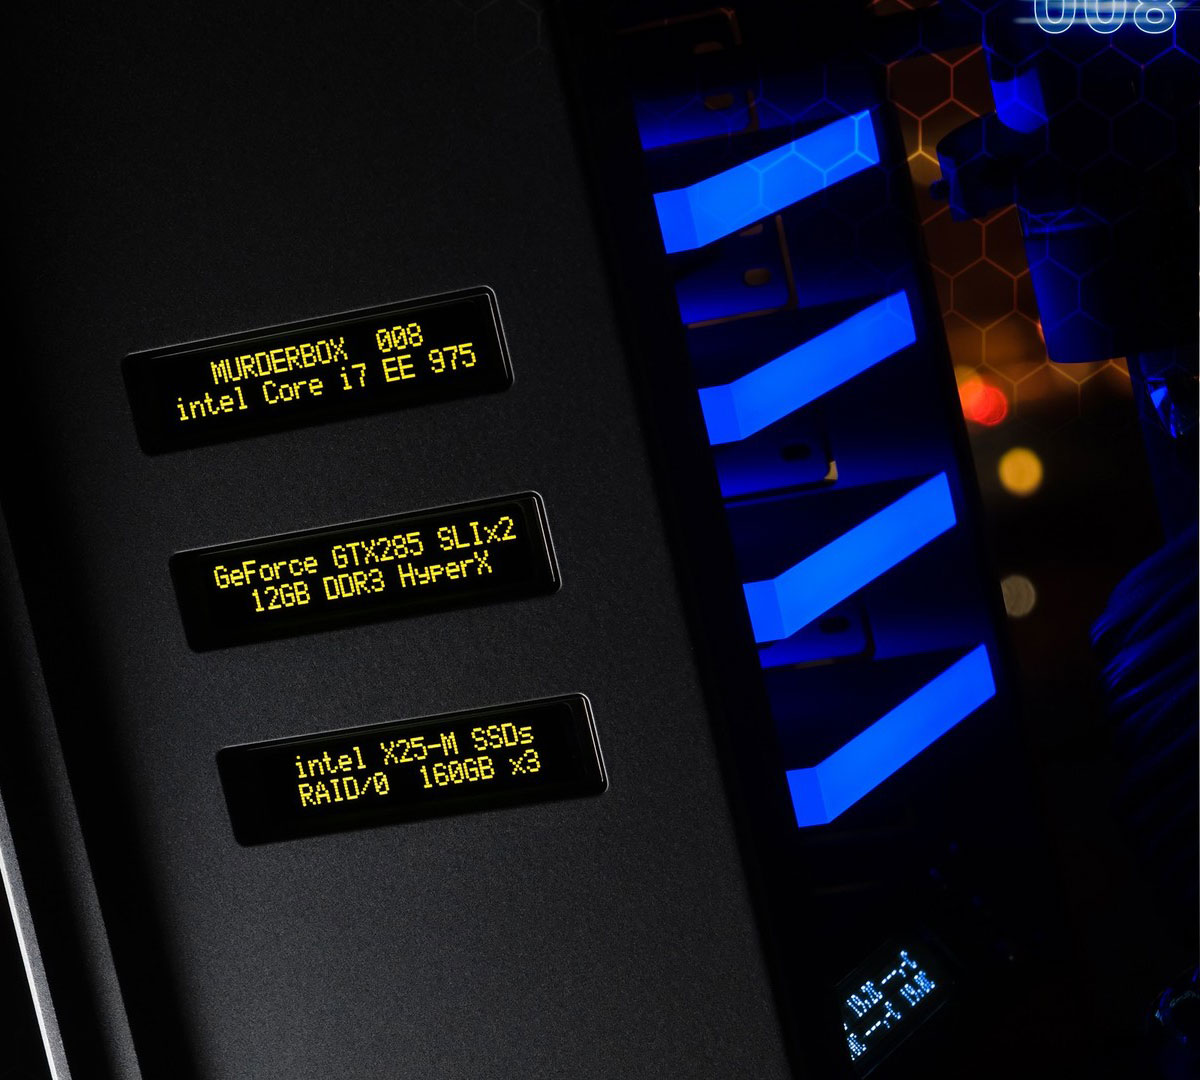 008
MURDERBOX 008
intel Core i7 EE 975
GeForce GTX285 SLIx2
12GB DDR3 HyperX
intel X25-M SSDs
RAID/0 160GB x3